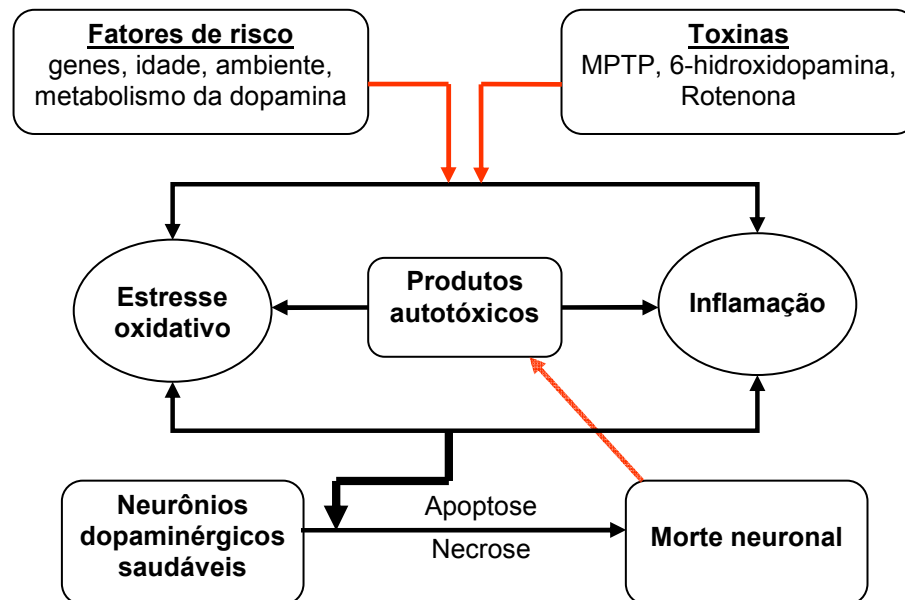 Fatores de risco
genes, idade, ambiente,
metabolismo da dopamina
Toxinas
MPTP, 6-hidroxidopamina,
Rotenona
Estresse
oxidativo
Produtos
autotóxicos
Inflamação
Neurônios
dopaminérgicos
saudáveis
Apoptose
Necrose
Morte neuronal